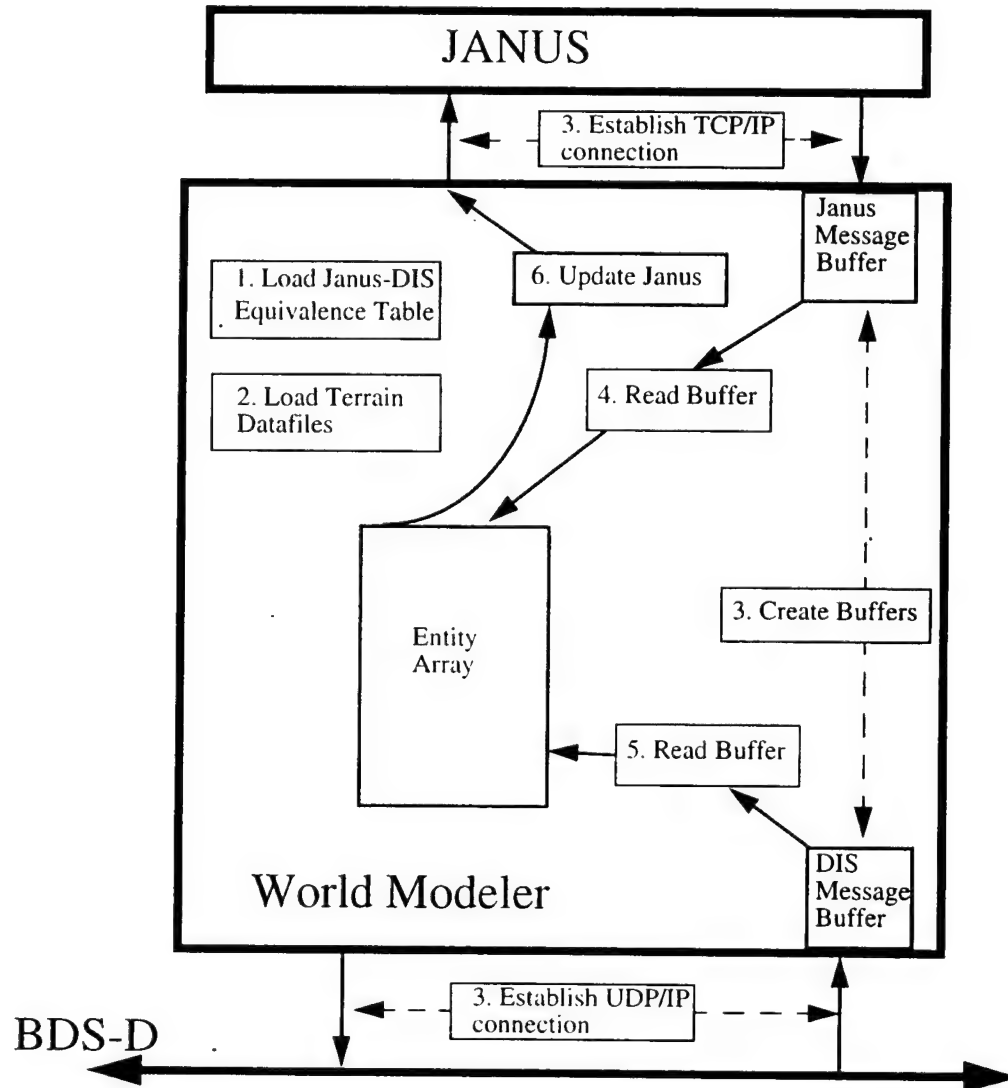 JANUS
3. Establish TCP/IP
connection
Janus
Message
Buffer
1. Load Janus-DIS
Equivalence Table
6. Update Janus
2. Load Terrain
Datafiles
4. Read Buffer
3. Create Buffers
Entity
Array
5. Read Buffer
DIS
Message
Buffer
World Modeler
3. Establish UDP/IP
connection
BDS-D